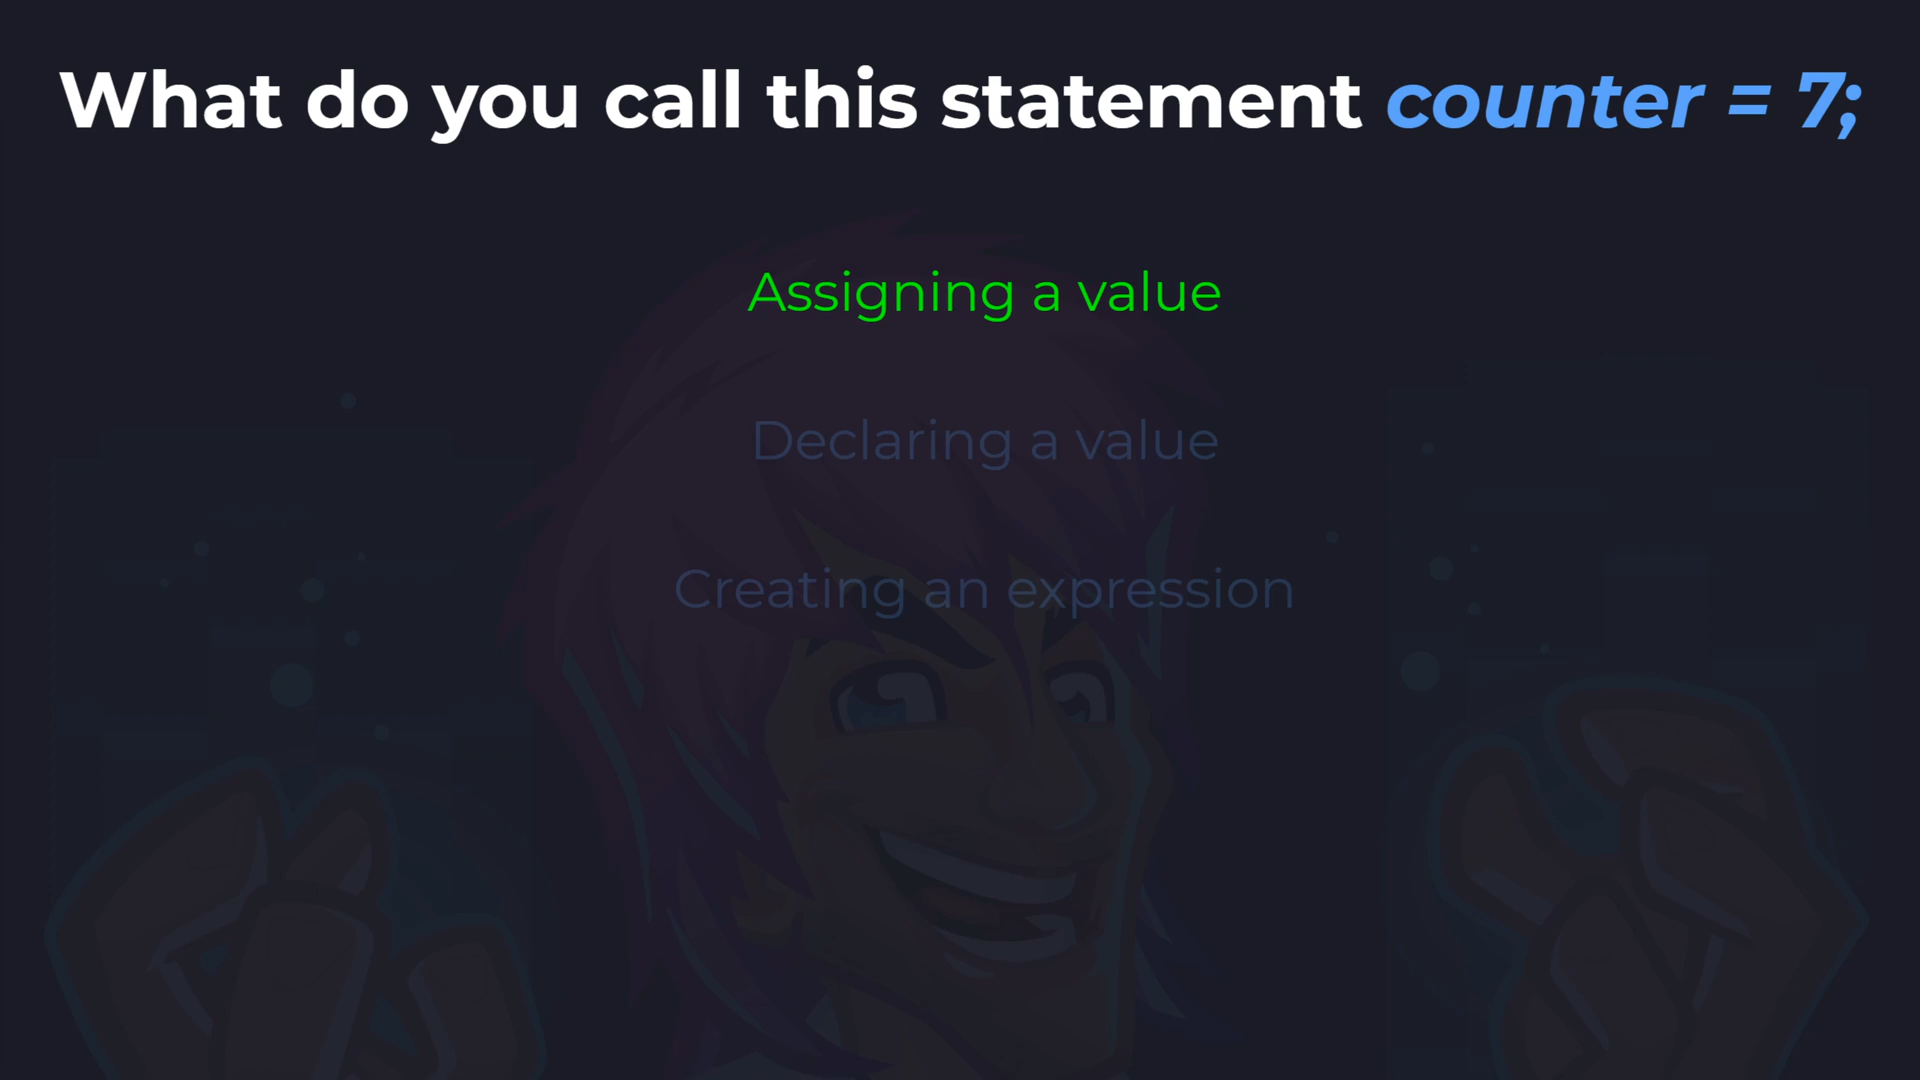 What do you call this statement counter = 7;
Assigning a value
Declaring a value
Creating an expression